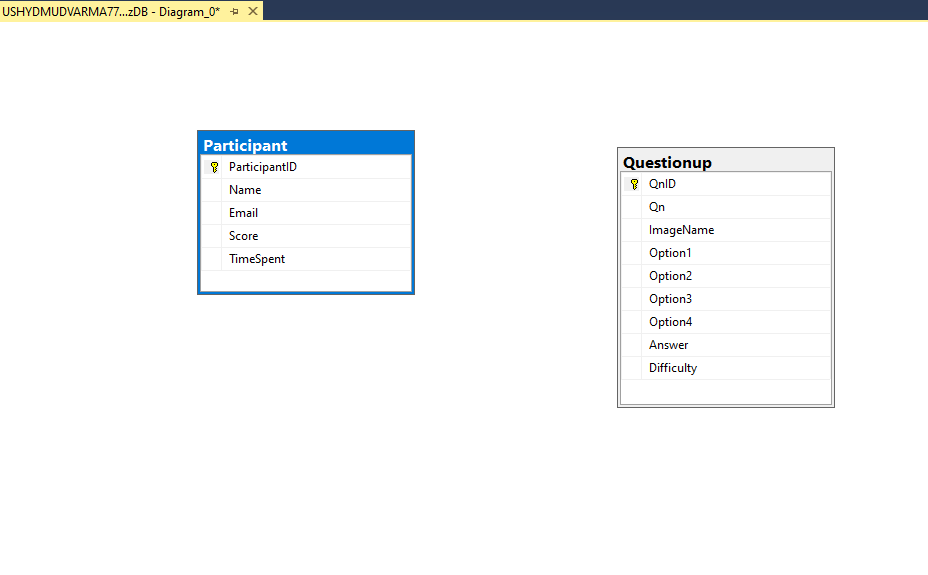 USHYDMUDVARMA77...zDB - Diagram_0*
Participant
ParticipantID
Name
Email
Score
TimeSpent
Questionup
QnID
Qn
ImageName
Option1
Option2
Option3
Option4
Answer
Difficulty